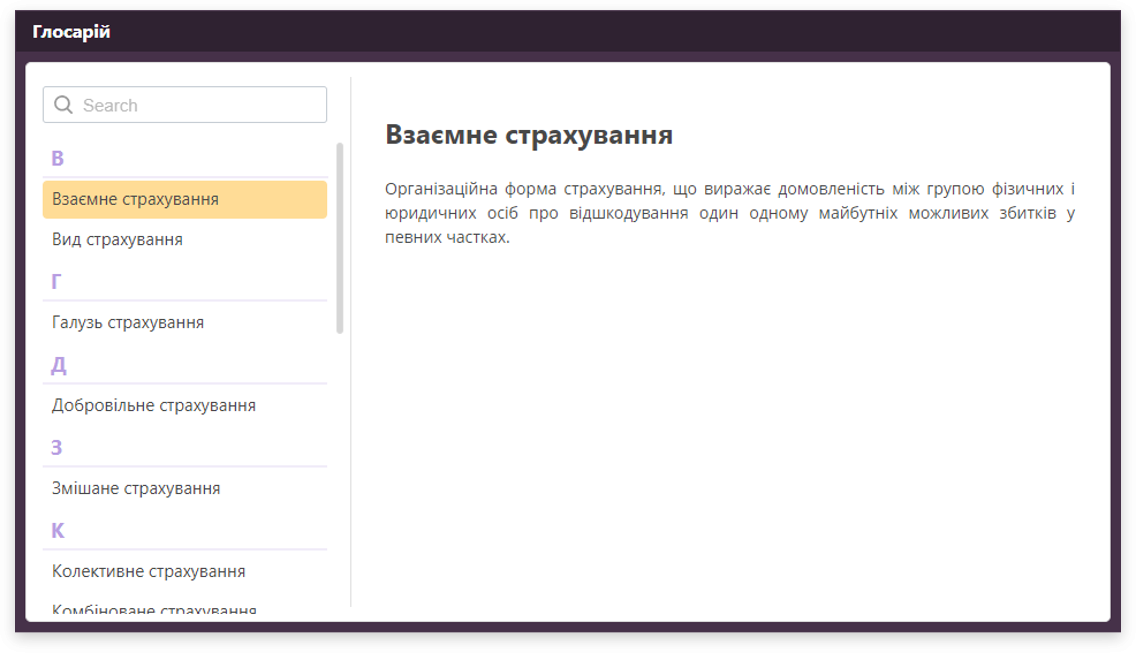 Глосарій
Search
В
Взаємне страхування
Вид страхування
Г
Галузь страхування
Д
Добровільне страхування
З
Змішане страхування
К
Колективне страхування
Комбіноване страхування
Взаємне страхування
Організаційна форма страхування, що виражає домовленість між групою фізичних і
юридичних осіб про відшкодування один одному майбутніх можливих збитків у
певних частках.